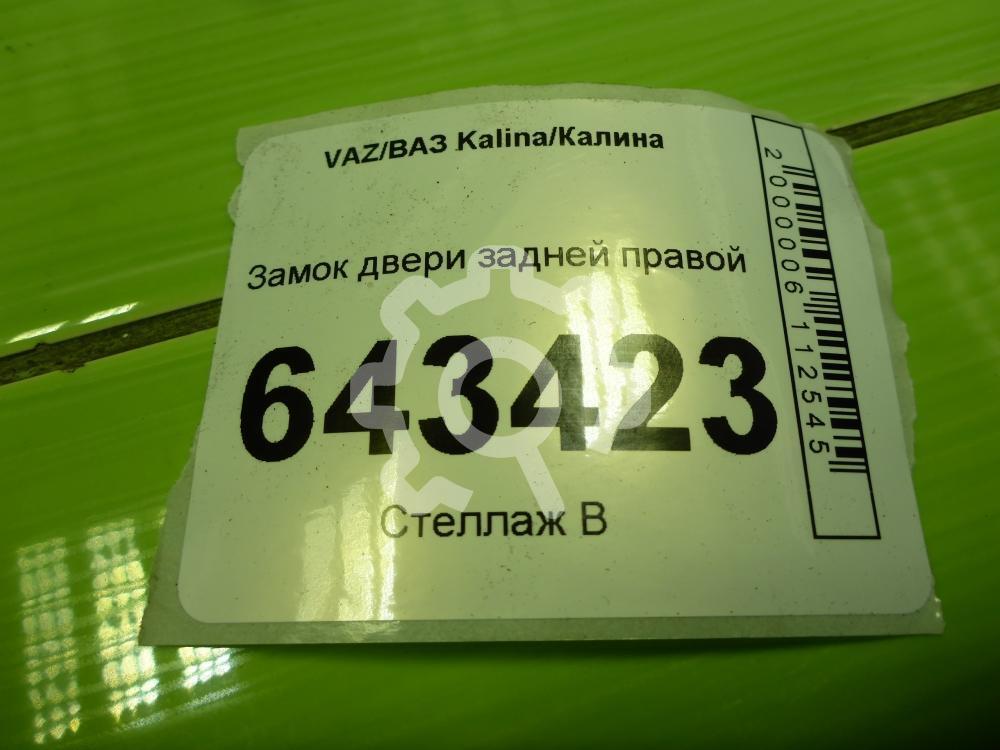 VAZ/ВАЗ Kalina/Калина
Замок двери задней правой
643423
Стеллаж В
2000006112545